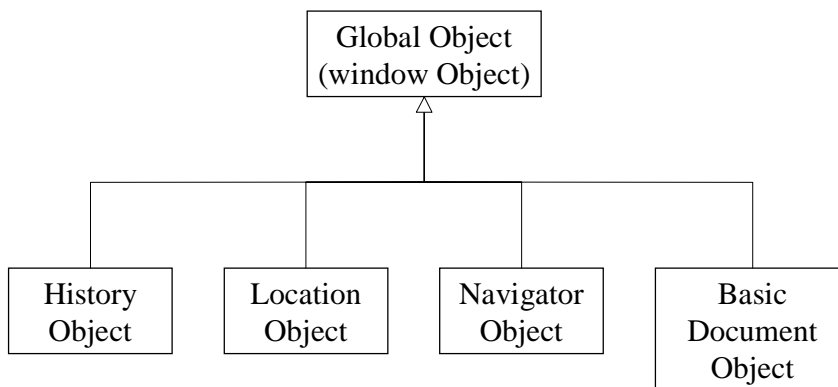 Global Object
(window Object)
History
Object
Location
Object
Navigator
Object
Basic
Document
Object